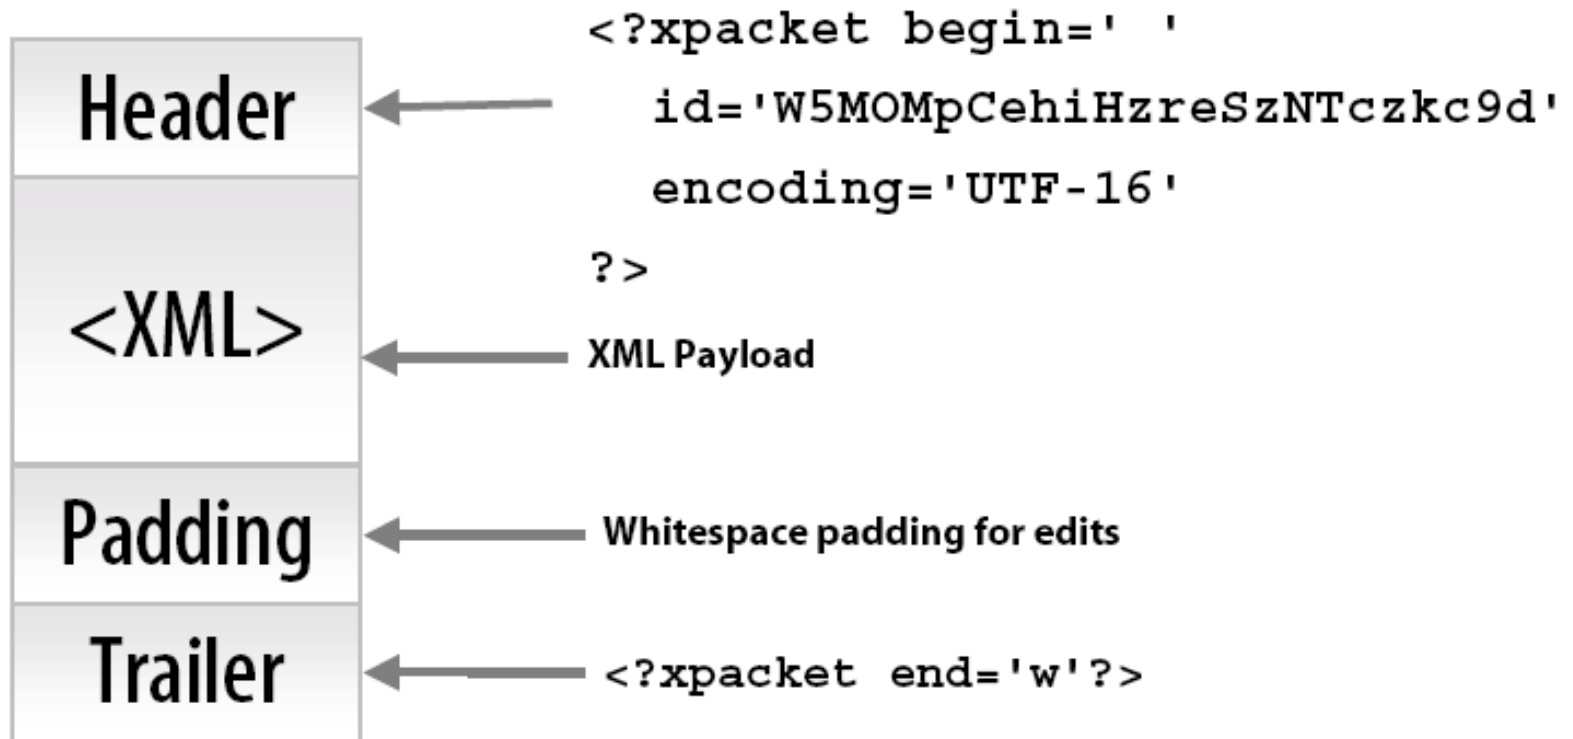 <?xpacket begin=' '
Header
id='W5MOMpCehiHzreSzNTczkc9d'
encoding='UTF-16'
?>
<XML>
XML Payload
Padding
Whitespace padding for edits
Trailer
<?xpacket end='w'?>